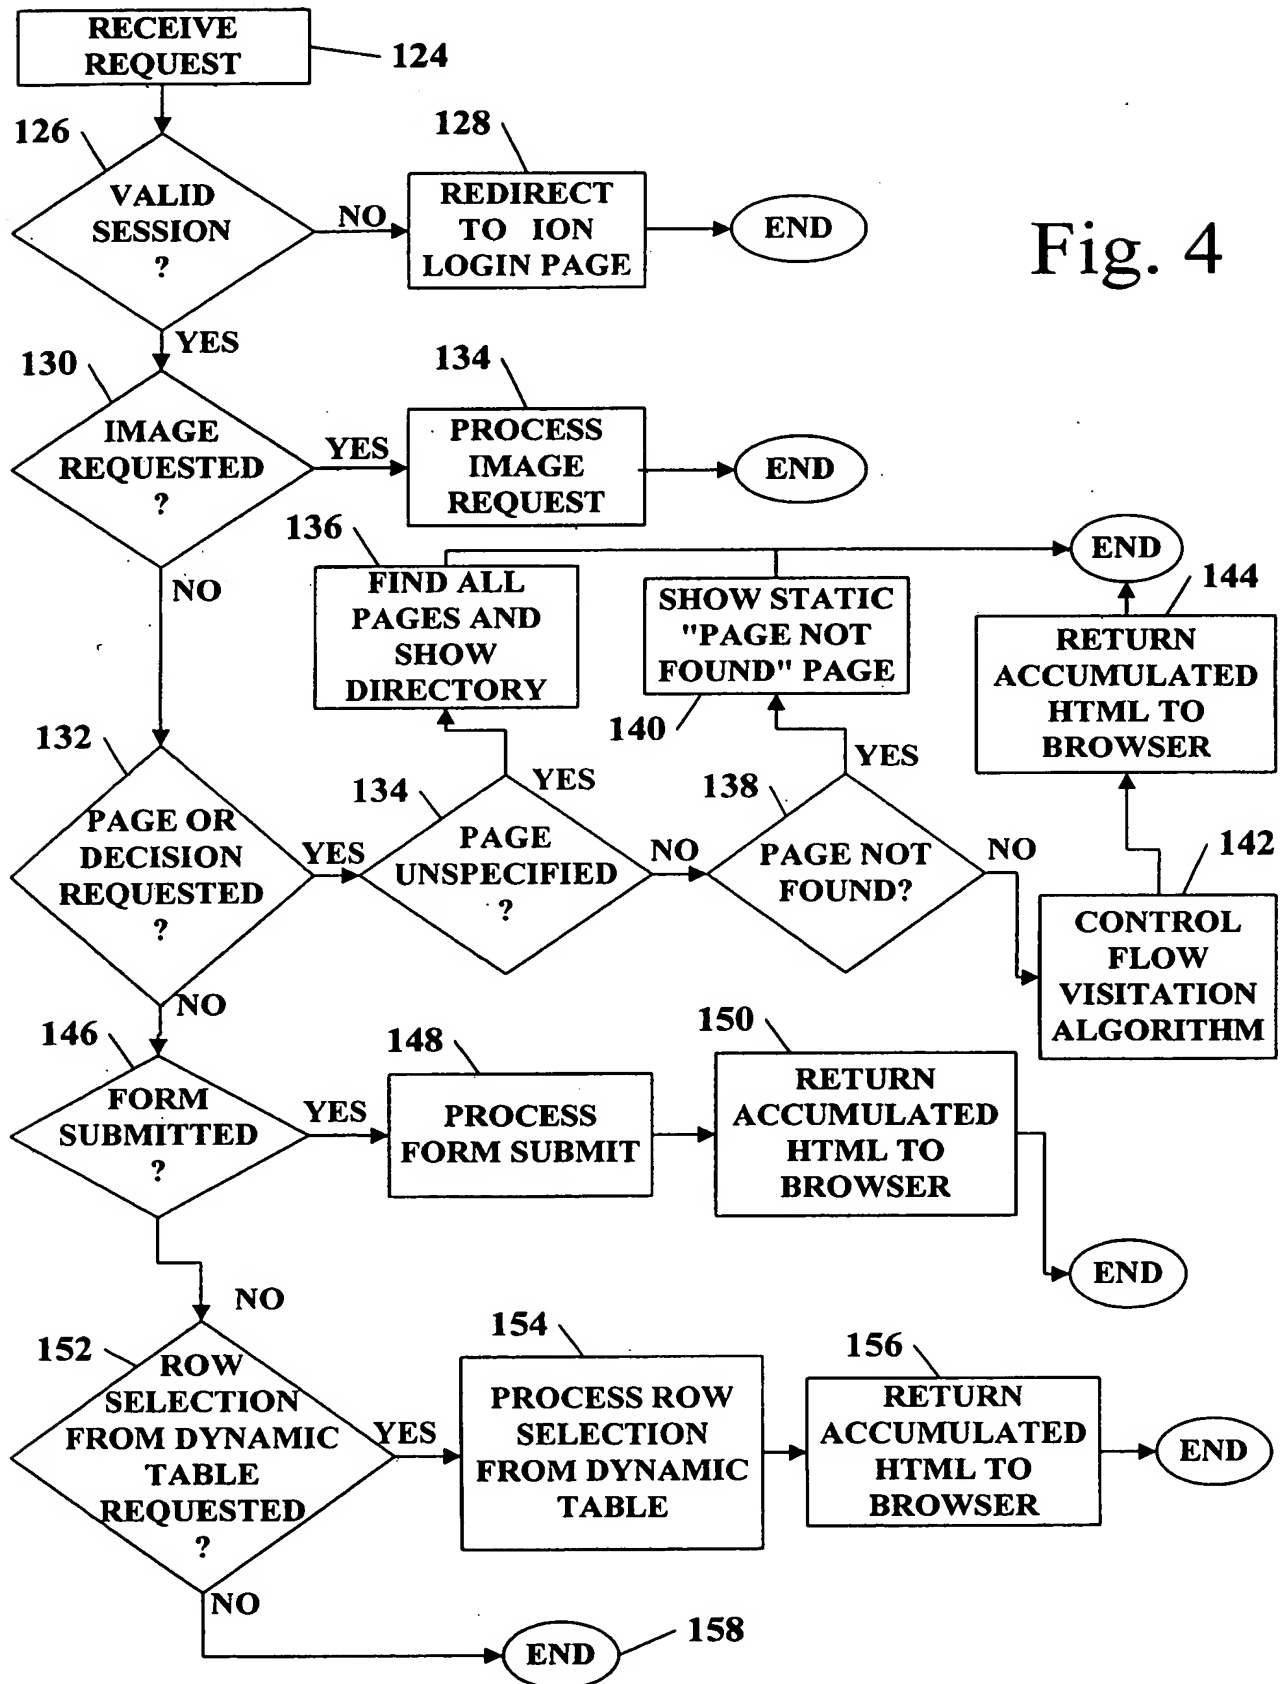 RECEIVE
REQUEST
124
126
VALID
SESSION
?
NO
128
REDIRECT
TO ION
LOGIN PAGE
END
Fig. 4
YES
130
IMAGE
REQUESTED
?
YES
134
PROCESS
IMAGE
REQUEST
END
NO
136
FIND ALL
PAGES AND
SHOW
DIRECTORY
SHOW STATIC
"PAGE NOT
FOUND" PAGE
140
END
144
RETURN
ACCUMULATED
HTML TO
BROWSER
132
PAGE OR
DECISION
REQUESTED
?
YES
134
YES
PAGE
UNSPECIFIED
?
NO
138
YES
PAGE NOT
FOUND?
NO
142
CONTROL
FLOW
VISITATION
ALGORITHM
NO
146
FORM
SUBMITTED
?
YES
148
PROCESS
FORM SUBMIT
150
RETURN
ACCUMULATED
HTML TO
BROWSER
END
NO
152
ROW
SELECTION
FROM DYNAMIC
TABLE
REQUESTED
?
YES
154
PROCESS ROW
SELECTION
FROM DYNAMIC
TABLE
156
RETURN
ACCUMULATED
HTML TO
BROWSER
END
NO
END
158